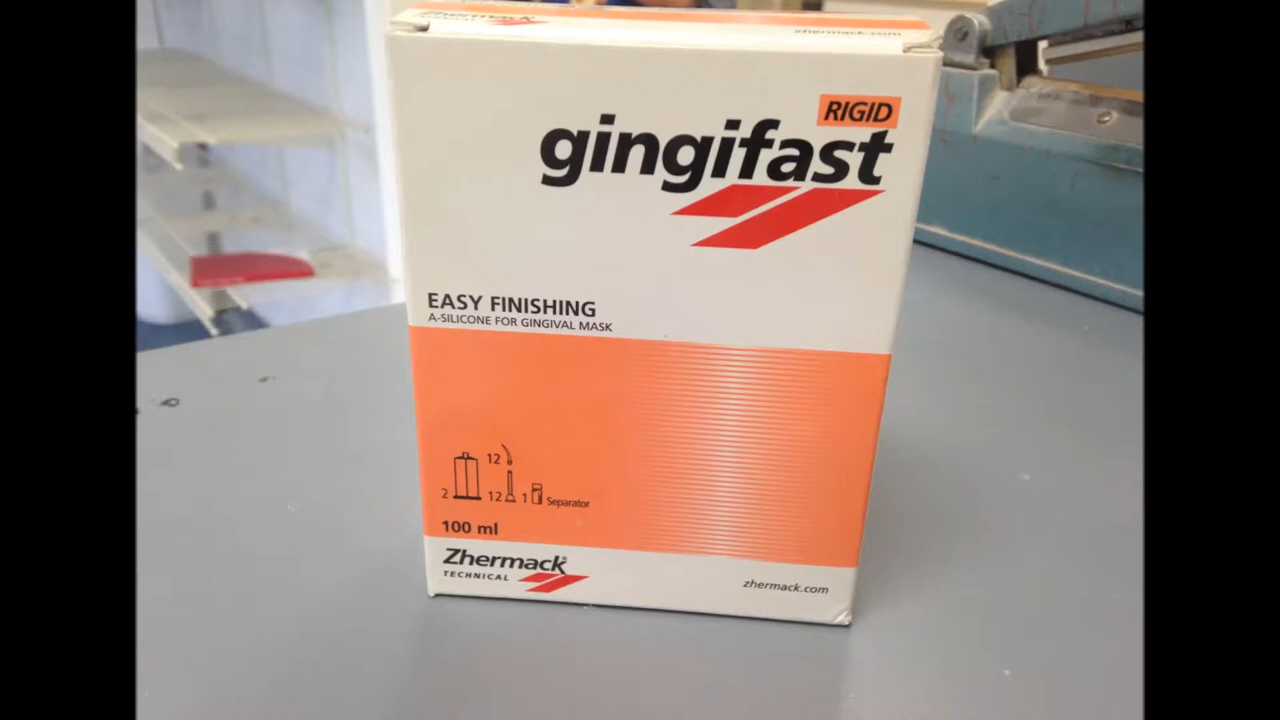 Zhermack
zhermack.com
RIGID
gingifast
EASY FINISHING
A-SILICONE FOR GINGIVAL MASK
12
2
12
1
Separator
100 ml
Zhermack®
TECHNICAL
zhermack.com